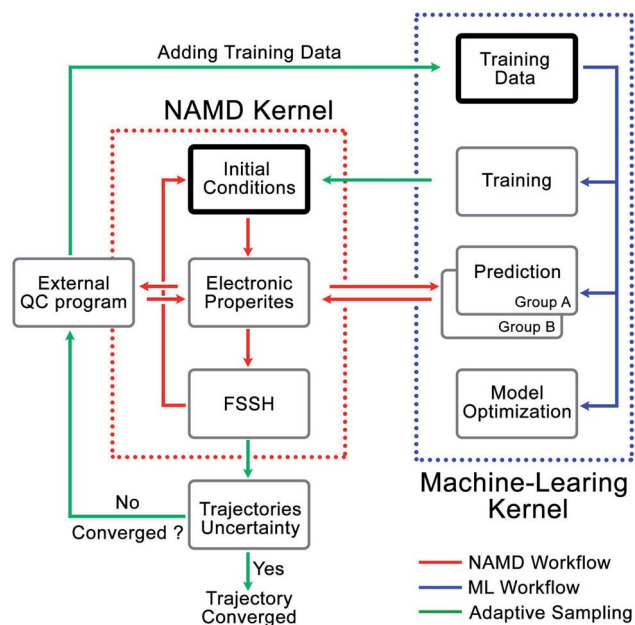 Adding Training Data
Training
Data
NAMD Kernel
Initial
Conditions
Training
External
QC program
Electronic
Properites
Prediction
Group A
Group B
FSSH
Model
Optimization
No
Converged ?
Trajectories
Uncertainty
Machine-Learing
Kernel
Yes
Trajectory
Converged
NAMD Workflow
ML Workflow
Adaptive Sampling